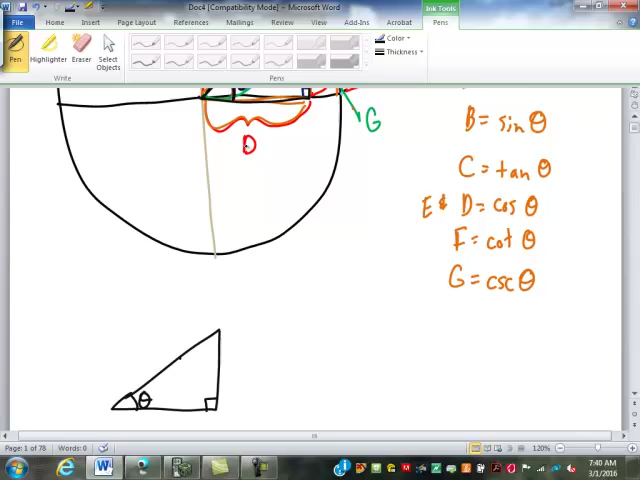 Doc4 [Compatibility Mode] - Microsoft Word
Ink Tools
File Home Insert Page Layout References Mailings Review View Add-Ins Acrobat Pens
Pen
Highlighter
Eraser
Select Objects
Color
Thickness
Write
Pens
G
D
B = sin θ
C = tan θ
E & D = cos θ
F = cot θ
G = csc θ
θ
Page: 1 of 78 Words: 0
120%
7:40 AM
3/1/2016